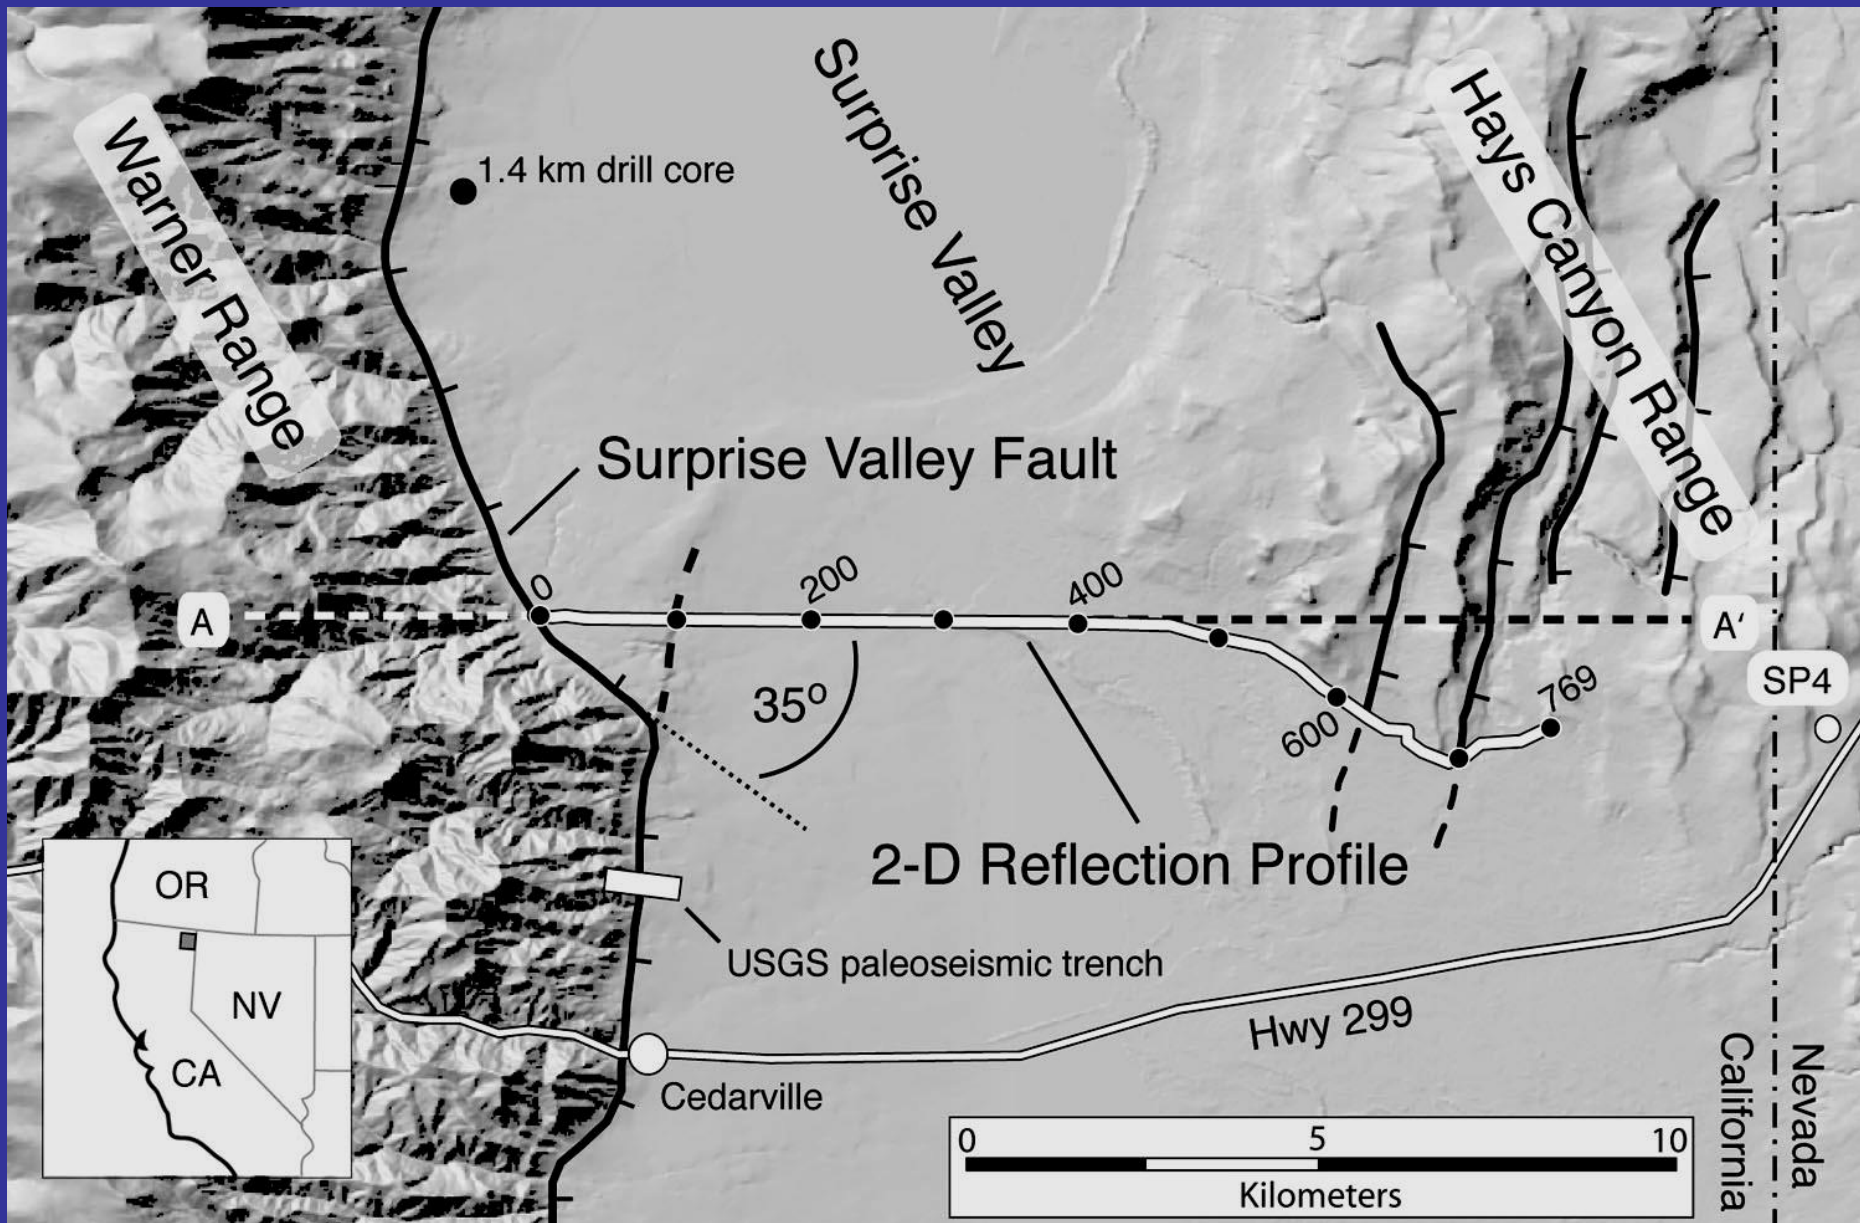 Warner Range
1.4 km drill core
Surprise Valley
Hays Canyon Range
Surprise Valley Fault
A
0
200
400
600
769
A'
SP4
35º
2-D Reflection Profile
USGS paleoseismic trench
Hwy 299
Cedarville
OR
NV
CA
California
Nevada
0 5 10
Kilometers